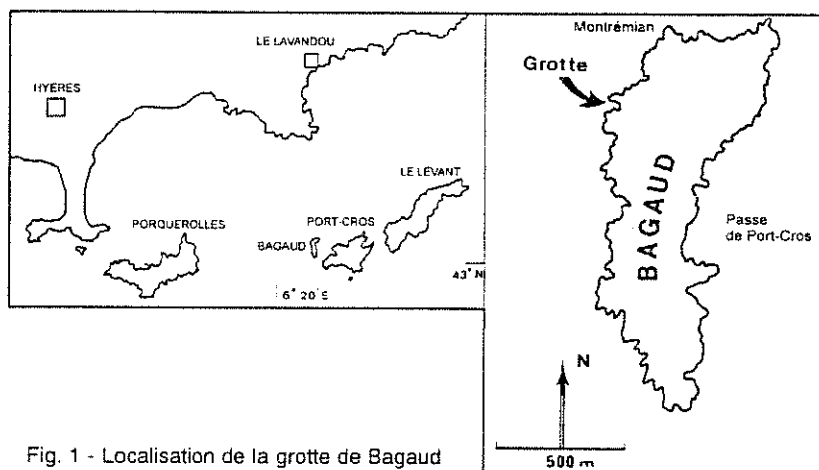 HYERES
LE LAVANDOU
LE LEVANT
PORT-CROS
BAGAUD
PORQUEROLLES
43° N
6° 20'E
Montrémian
Grotte
BAGAUD
Passe
de Port-Cros
N
500 m
Fig. 1 - Localisation de la grotte de Bagaud